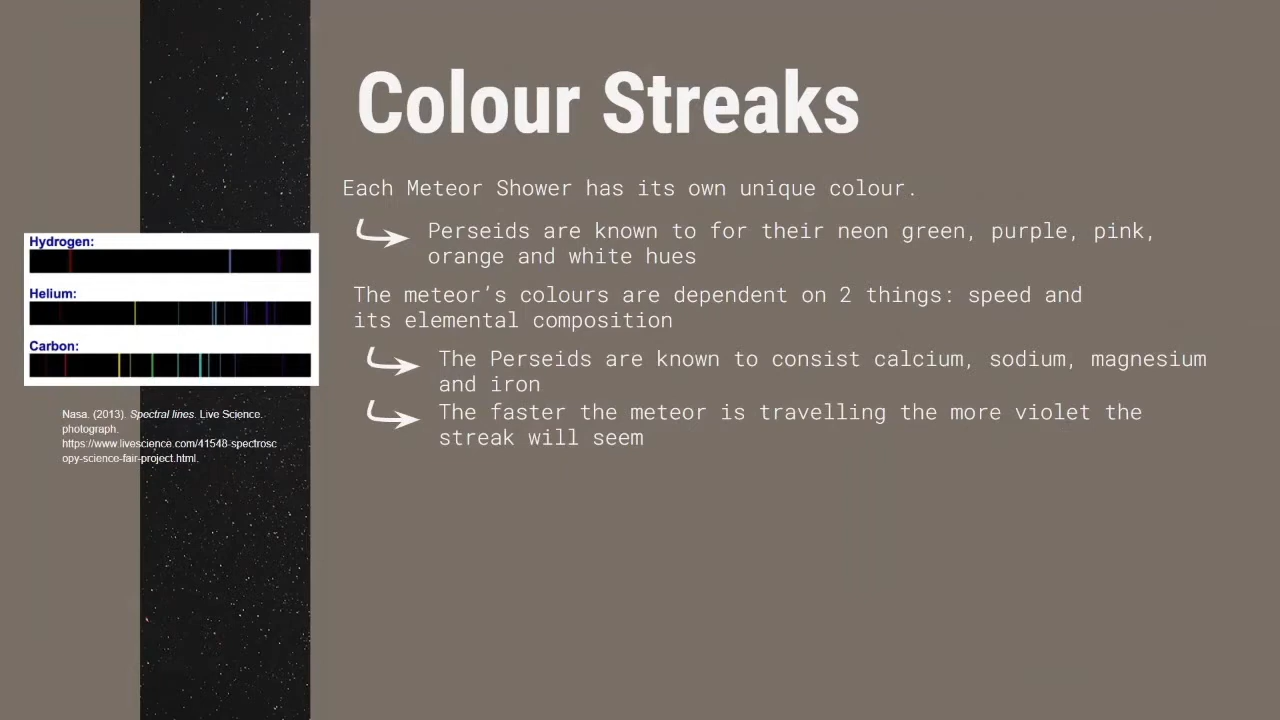 Colour Streaks
Each Meteor Shower has its own unique colour.
Perseids are known to for their neon green, purple, pink,
orange and white hues
The meteor’s colours are dependent on 2 things: speed and
its elemental composition
The Perseids are known to consist calcium, sodium, magnesium
and iron
The faster the meteor is travelling the more violet the
streak will seem
Hydrogen:
Helium:
Carbon:
Nasa. (2013). Spectral lines. Live Science.
photograph.
https://www.livescience.com/41548-spectrosc
opy-science-fair-project.html.